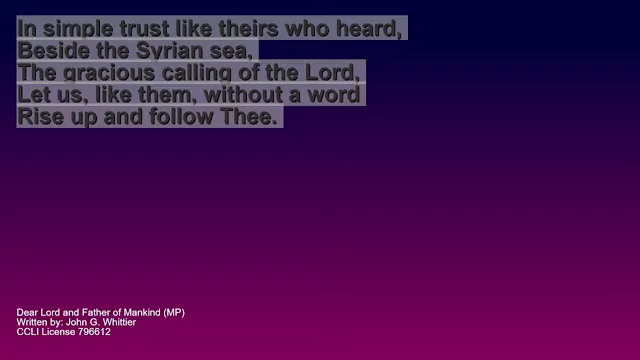 In simple trust like theirs who heard,
Beside the Syrian sea,
The gracious calling of the Lord,
Let us, like them, without a word
Rise up and follow Thee.
Dear Lord and Father of Mankind (MP)
Written by: John G. Whittier
CCLI License 796612